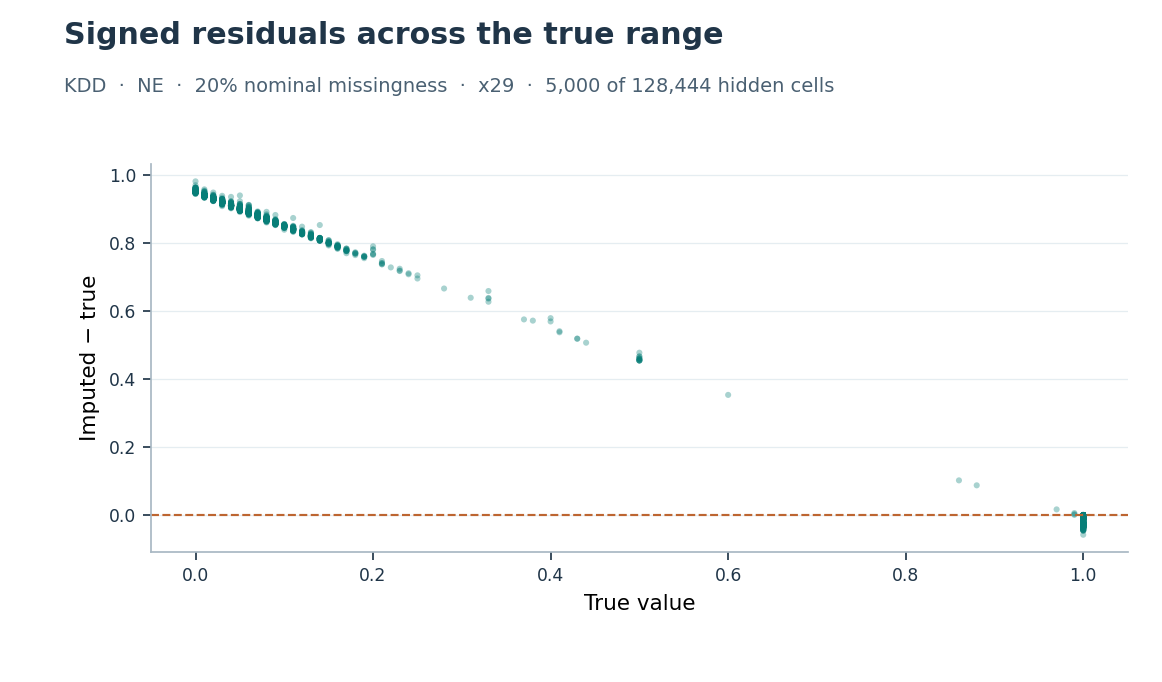 Signed residuals across the true range
KDD · NE · 20% nominal missingness · x29 · 5,000 of 128,444 hidden cells
1.0
0.8
0.6
0.4
0.2
0.0
Imputed − true
0.0 0.2 0.4 0.6 0.8 1.0
True value